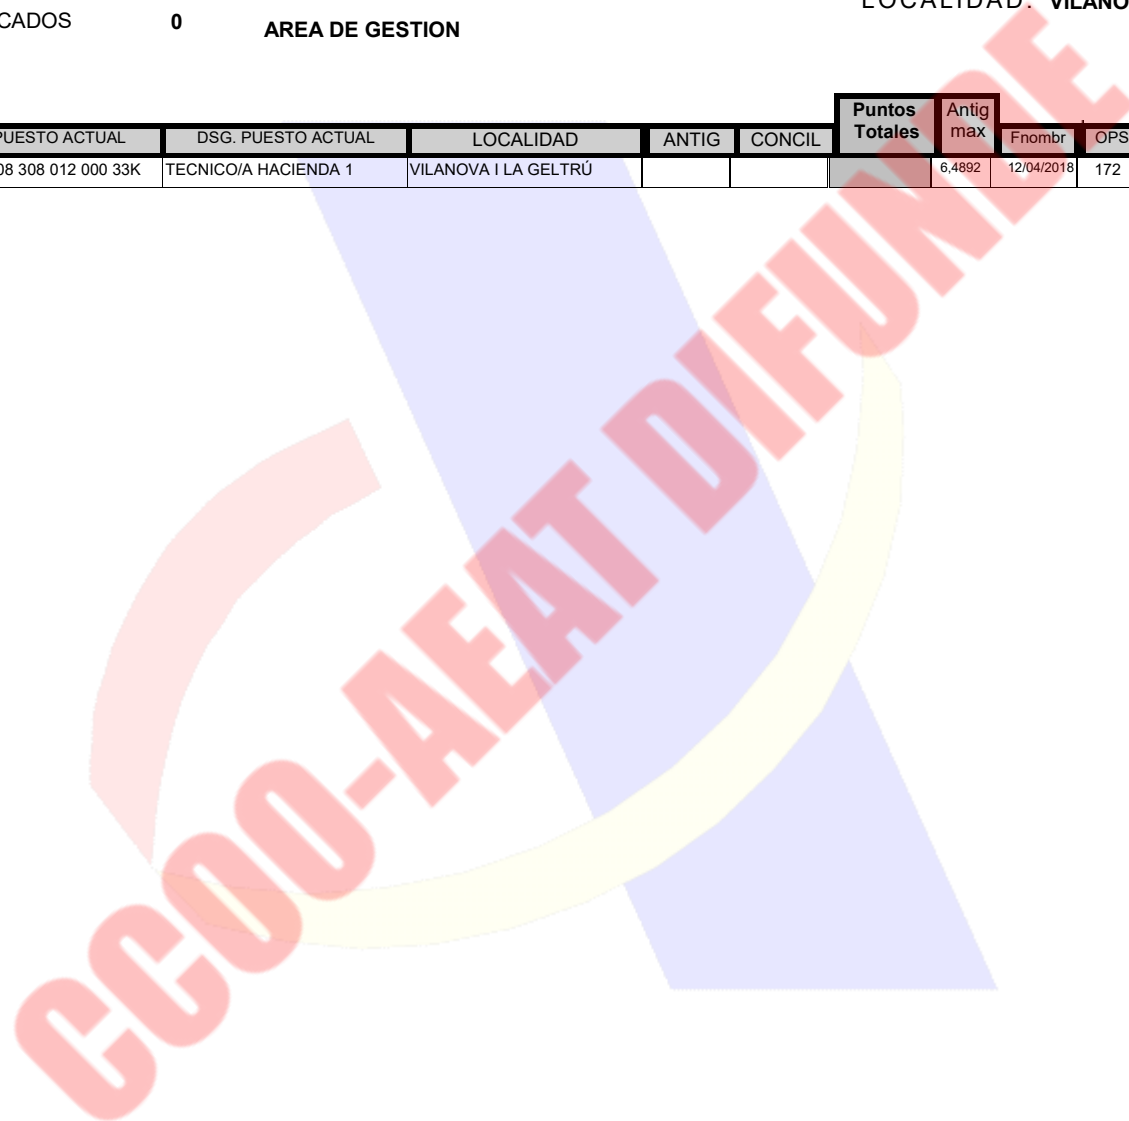 LOCALIDAD: VILANO
CADOS 0 AREA DE GESTION
PUESTO ACTUAL DSG. PUESTO ACTUAL LOCALIDAD ANTIG CONCIL Puntos Totales Antig max Fnombr OPS
08 308 012 000 33K TECNICO/A HACIENDA 1 VILANOVA I LA GELTRÚ 6,4892 12/04/2018 172
CCOO-AEAT DIFUNDE